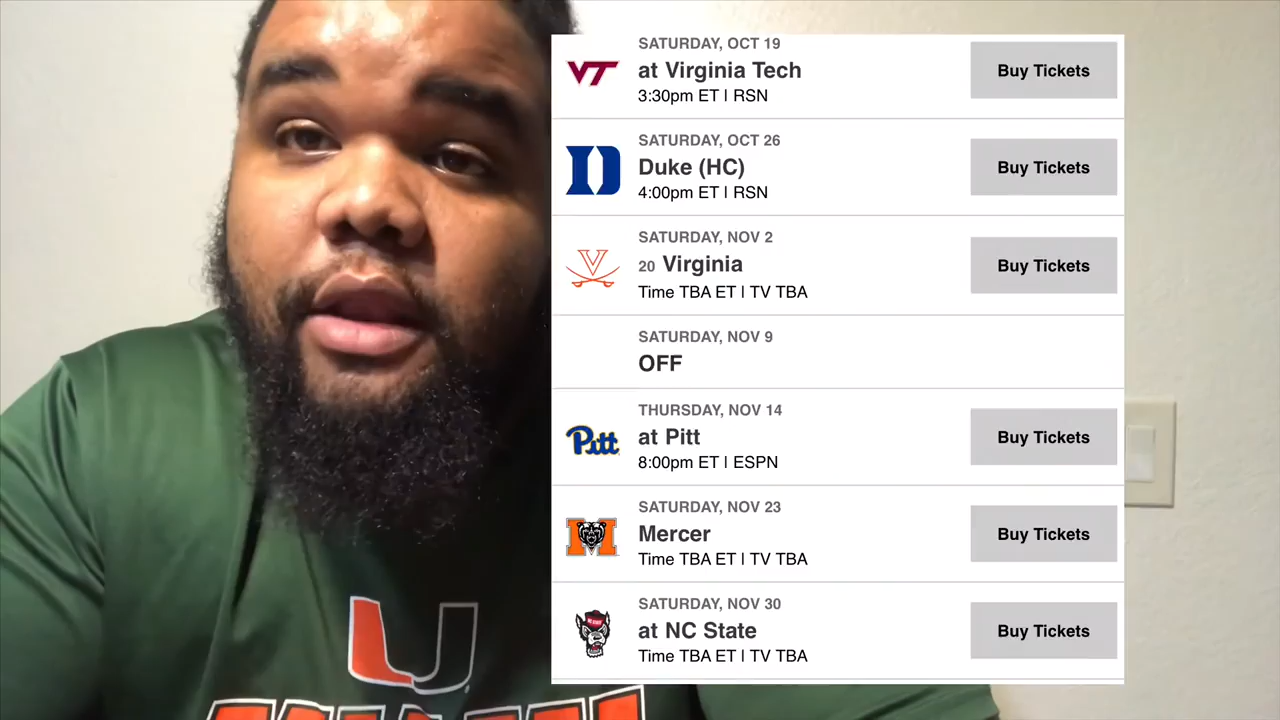 SATURDAY, OCT 19
VT
at Virginia Tech
3:30pm ET | RSN
Buy Tickets
SATURDAY, OCT 26
D
Duke (HC)
4:00pm ET | RSN
Buy Tickets
SATURDAY, NOV 2
V
20 Virginia
Time TBA ET | TV TBA
Buy Tickets
SATURDAY, NOV 9
OFF
THURSDAY, NOV 14
Pitt
at Pitt
8:00pm ET | ESPN
Buy Tickets
SATURDAY, NOV 23
M
Mercer
Time TBA ET | TV TBA
Buy Tickets
SATURDAY, NOV 30
at NC State
Time TBA ET | TV TBA
Buy Tickets
U